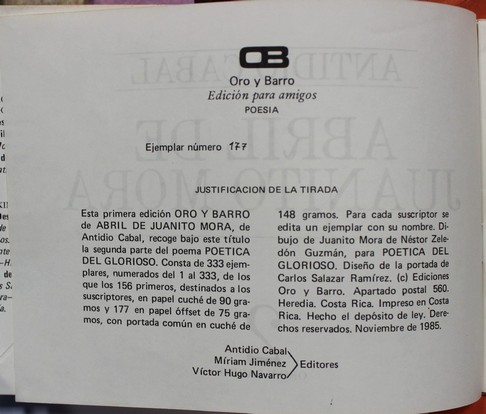 OB
Oro y Barro
Edición para amigos
POESIA
Ejemplar número 177
JUSTIFICACION DE LA TIRADA
Esta primera edición ORO Y BARRO
de ABRIL DE JUANITO MORA, de
Antidio Cabal, recoge bajo este título
la segunda parte del poema POETICA
DEL GLORIOSO. Consta de 333 ejem-
plares, numerados del 1 al 333, de los
que los 156 primeros, destinados a los
suscriptores, en papel cuché de 90 gra-
mos y 177 en papel óffset de 75 gra-
mos, con portada común en cuché de
148 gramos. Para cada suscriptor se
edita un ejemplar con su nombre. Di-
bujo de Juanito Mora de Néstor Zele-
dón Guzmán, para POETICA DEL
GLORIOSO. Diseño de la portada de
Carlos Salazar Ramírez. (c) Ediciones
Oro y Barro. Apartado postal 560.
Heredia. Costa Rica. Impreso en Costa
Rica. Hecho el depósito de ley. Dere-
chos reservados. Noviembre de 1985.
Antidio Cabal
Míriam Jiménez
Víctor Hugo Navarro
Editores
ANTIDIO CABAL
ABRIL DE
JUANITO MORA